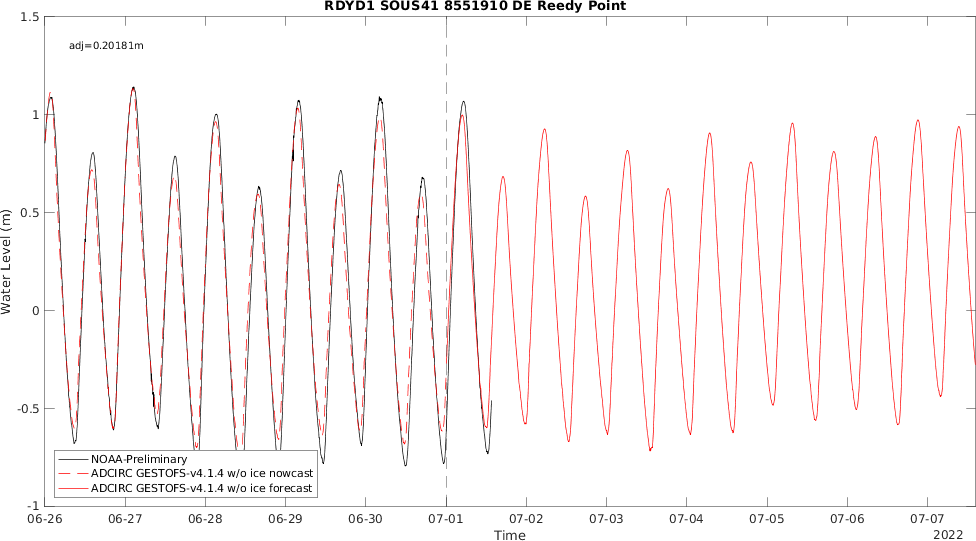 RDYD1 SOUS41 8551910 DE Reedy Point
1.5
adj=0.20181m
1
0.5
0
-0.5
-1
Water Level (m)
NOAA-Preliminary
ADCIRC GESTOFS-v4.1.4 w/o ice nowcast
ADCIRC GESTOFS-v4.1.4 w/o ice forecast
06-26 06-27 06-28 06-29 06-30 07-01 07-02 07-03 07-04 07-05 07-06 07-07
Time
2022